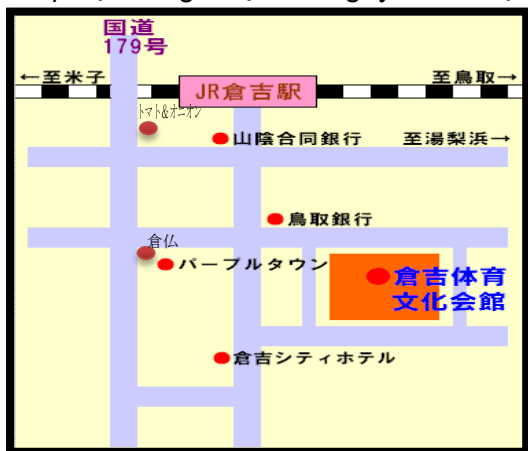 国道
179号
←至米子
至鳥取→
JR倉吉駅
トマト&オニオン
山陰合同銀行
至湯梨浜→
鳥取銀行
倉仏
パープルタウン
倉吉体育
文化会館
倉吉シティホテル